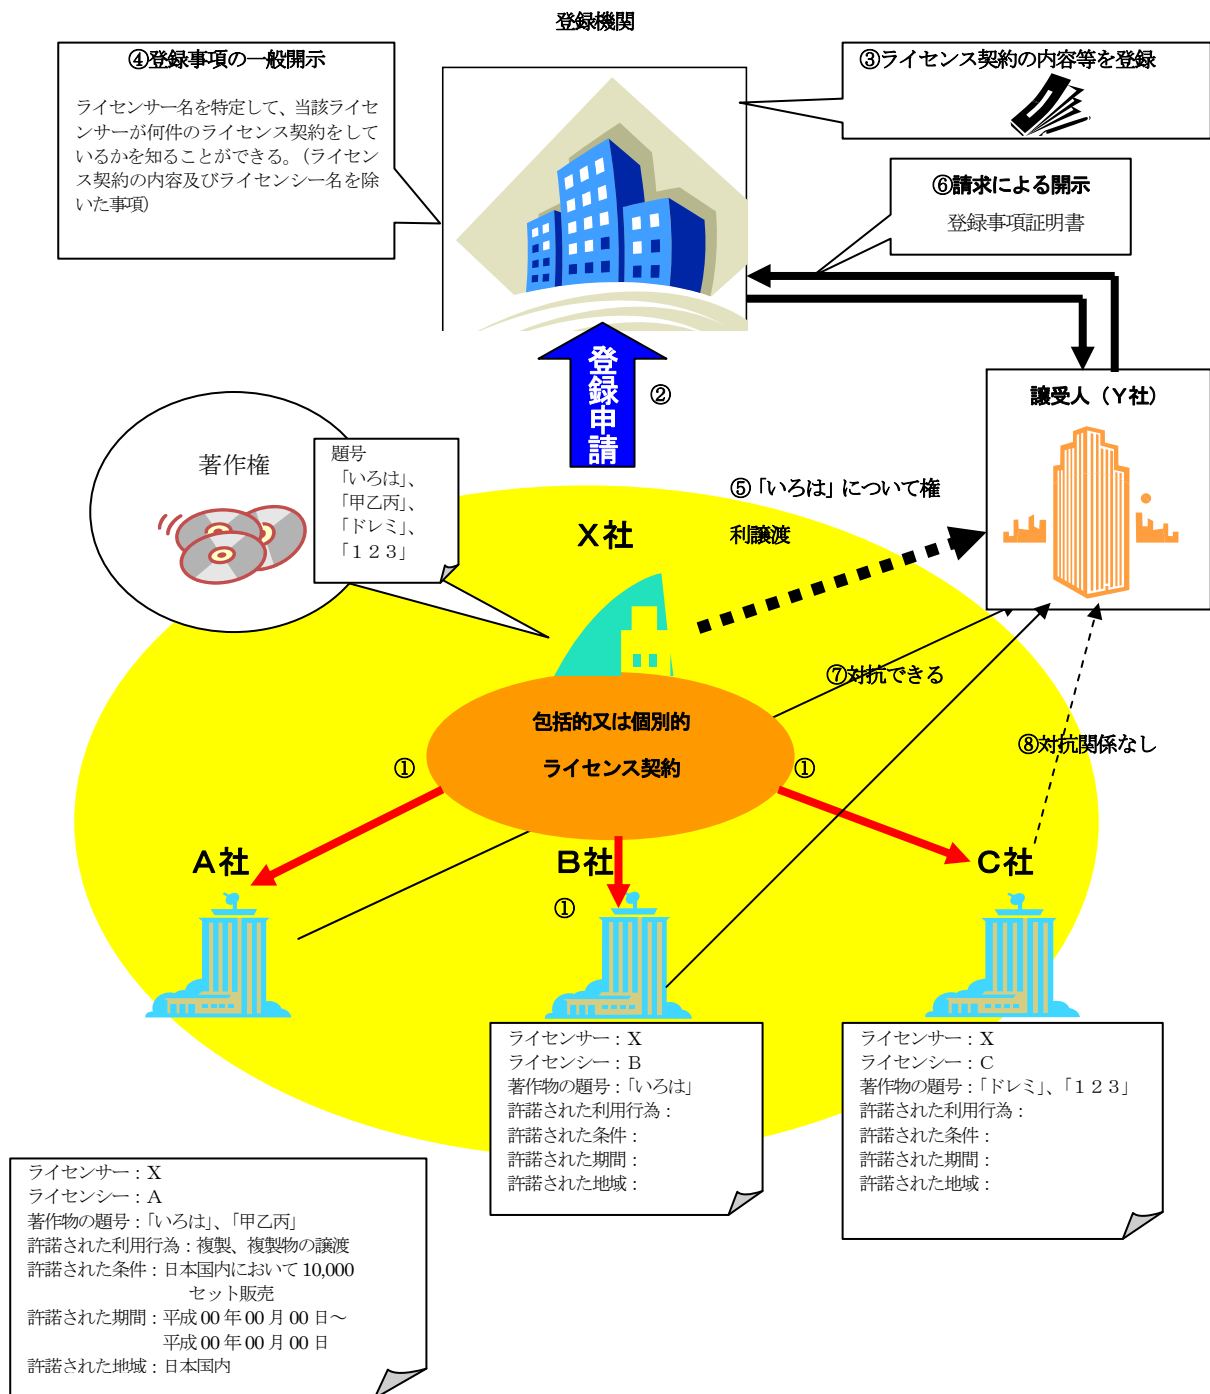 登録機関
④登録事項の一般開示
ライセンサー名を特定して、当該ライセ
ンサーが何件のライセンス契約をして
いるかを知ることができる。（ライセン
ス契約の内容及びライセンシー名を除
いた事項）
③ライセンス契約の内容等を登録
⑥請求による開示
登録事項証明書
登録申請
②
譲受人（Ｙ社）
著作権
題号
「いろは」、
「甲乙丙」、
「ドレミ」、
「１２３」
⑤「いろは」について権
利譲渡
Ｘ社
⑦対抗できる
⑧対抗関係なし
包括的又は個別的
ライセンス契約
①
①
Ａ社
Ｂ社
Ｃ社
①
ライセンサー：Ｘ
ライセンシー：Ｂ
著作物の題号：「いろは」
許諾された利用行為：
許諾された条件：
許諾された期間：
許諾された地域：
ライセンサー：Ｘ
ライセンシー：Ｃ
著作物の題号：「ドレミ」、「１２３」
許諾された利用行為：
許諾された条件：
許諾された期間：
許諾された地域：
ライセンサー：Ｘ
ライセンシー：Ａ
著作物の題号：「いろは」、「甲乙丙」
許諾された利用行為：複製、複製物の譲渡
許諾された条件：日本国内において 10,000
セット販売
許諾された期間：平成 00 年 00 月 00 日～
平成 00 年 00 月 00 日
許諾された地域：日本国内